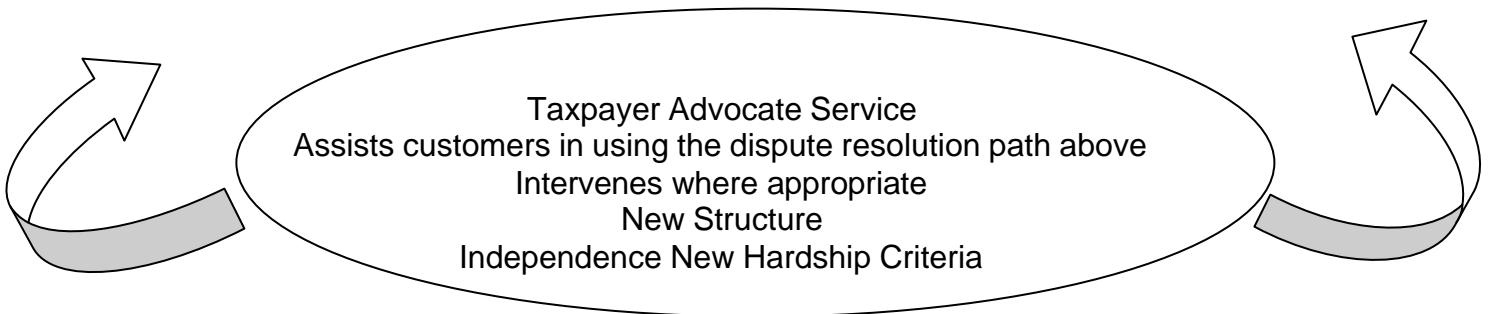 Taxpayer Advocate Service
Assists customers in using the dispute resolution path above
Intervenes where appropriate
New Structure
Independence New Hardship Criteria